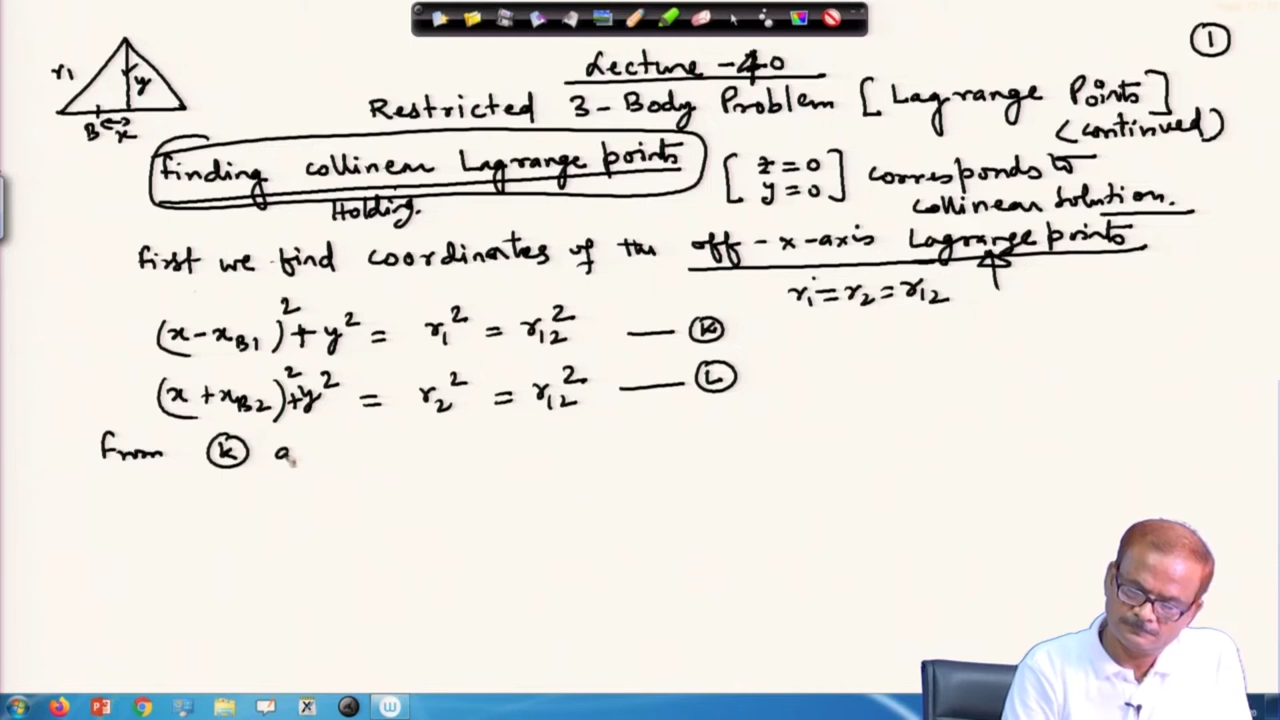 1
Lecture - 40
Restricted 3-Body Problem [Lagrange Points]
(continued)
r1
y
B
x
Finding collinear Lagrange points
[z=0
y=0] corresponds to
collinear solution.
Holding.
First we find coordinates of the off-x-axis Lagrange points
r1=r2=r12
(x-xB1)²+y² = r1² = r12² — K
(x+xB2)²+y² = r2² = r12² — L
From K a